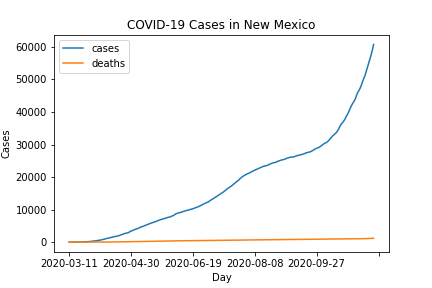 COVID-19 Cases in New Mexico
cases
deaths
60000
50000
40000
30000
20000
10000
0
Cases
2020-03-11 2020-04-30 2020-06-19 2020-08-08 2020-09-27
Day